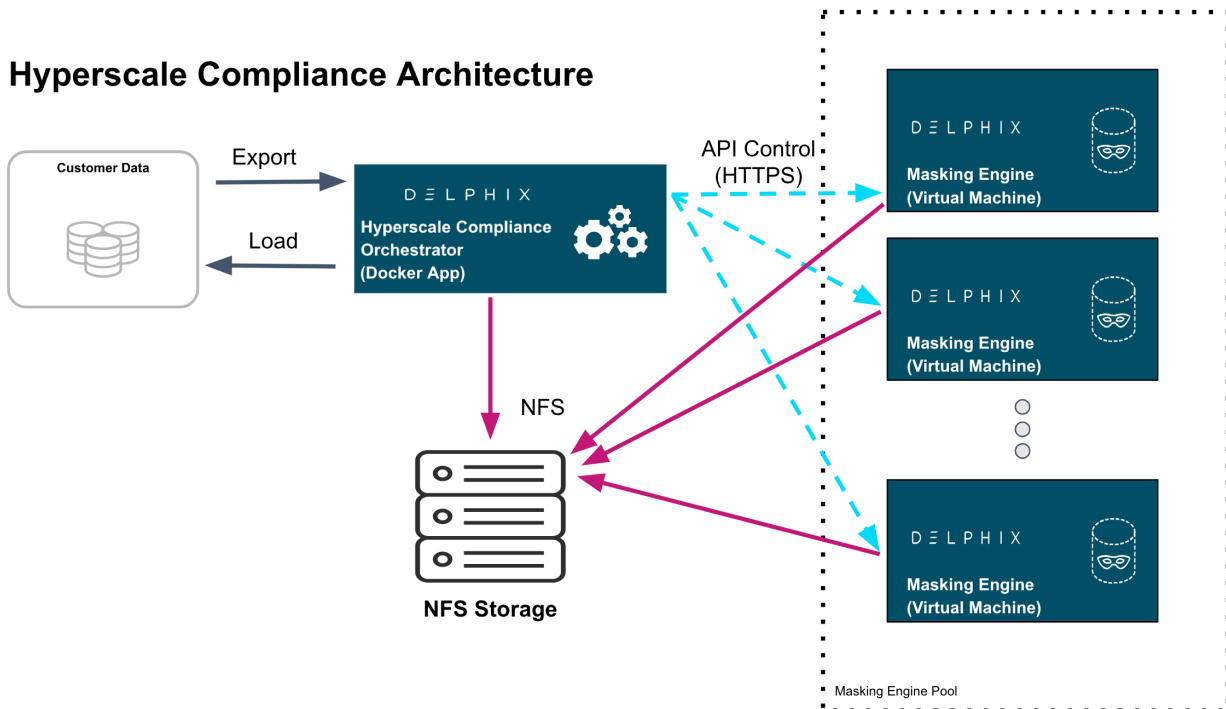 Hyperscale Compliance Architecture
Customer Data
Export
Load
DELPHIX
Hyperscale Compliance
Orchestrator
(Docker App)
API Control
(HTTPS)
NFS
NFS Storage
DELPHIX
Masking Engine
(Virtual Machine)
DELPHIX
Masking Engine
(Virtual Machine)
DELPHIX
Masking Engine
(Virtual Machine)
Masking Engine Pool